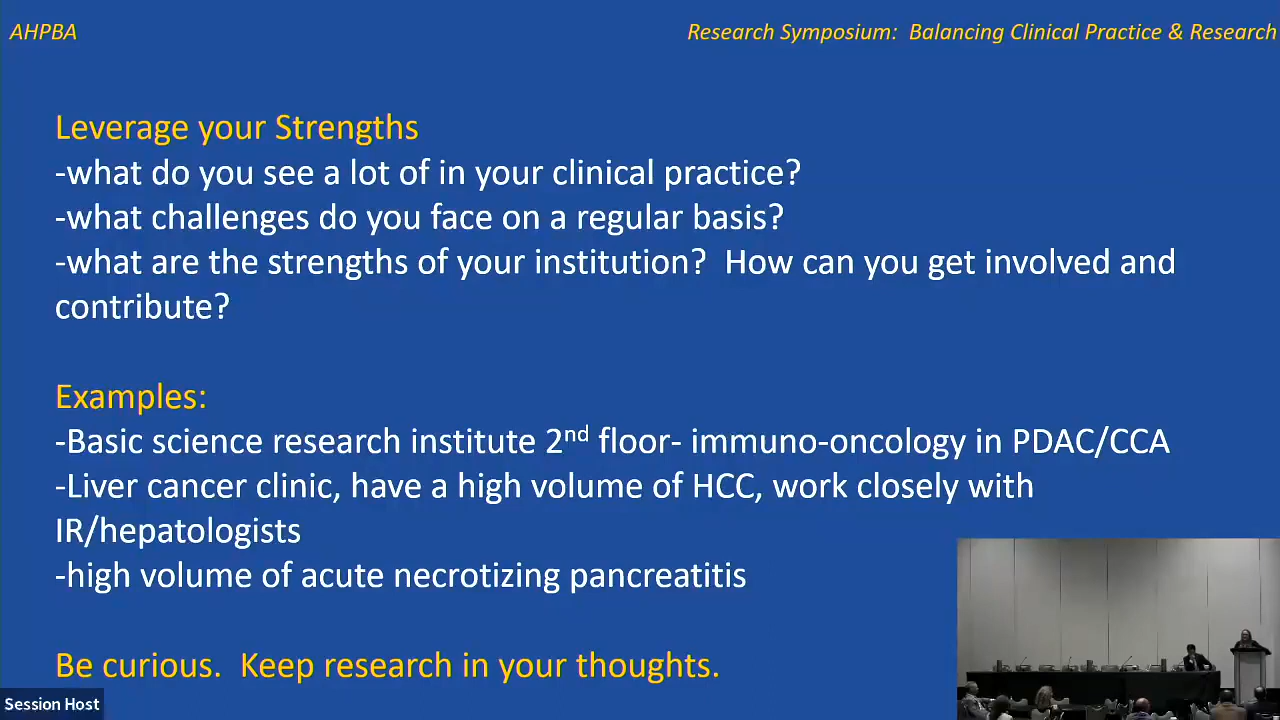 AHPBA
Research Symposium:  Balancing Clinical Practice & Research
Leverage your Strengths
-what do you see a lot of in your clinical practice?
-what challenges do you face on a regular basis?
-what are the strengths of your institution?  How can you get involved and
contribute?
Examples:
-Basic science research institute 2nd floor- immuno-oncology in PDAC/CCA
-Liver cancer clinic, have a high volume of HCC, work closely with
IR/hepatologists
-high volume of acute necrotizing pancreatitis
Be curious.  Keep research in your thoughts.
Session Host